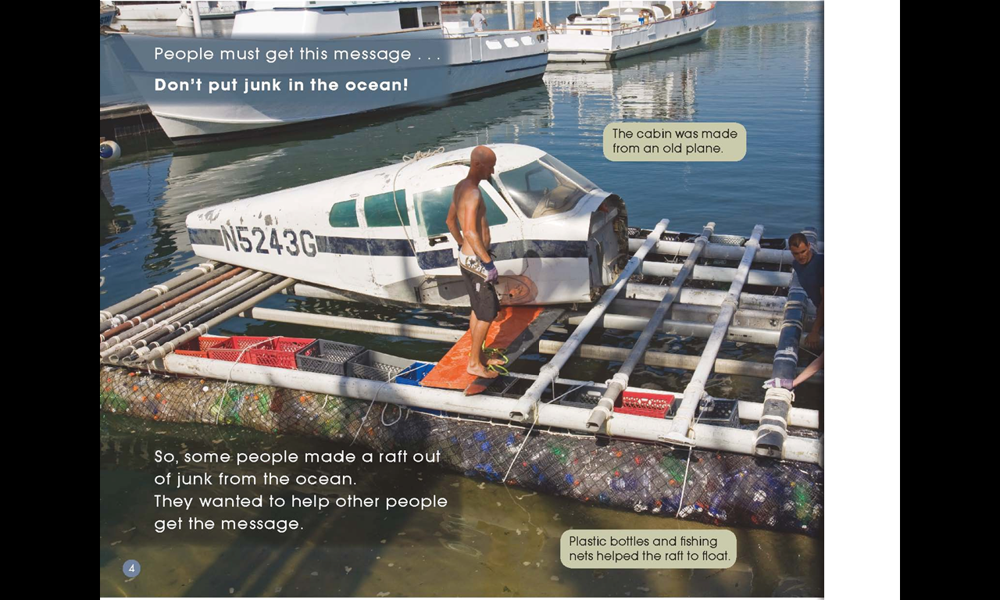 People must get this message . . .
Don't put junk in the ocean!
The cabin was made
from an old plane.
N5243G
So, some people made a raft out
of junk from the ocean.
They wanted to help other people
get the message.
Plastic bottles and fishing
nets helped the raft to float.
4